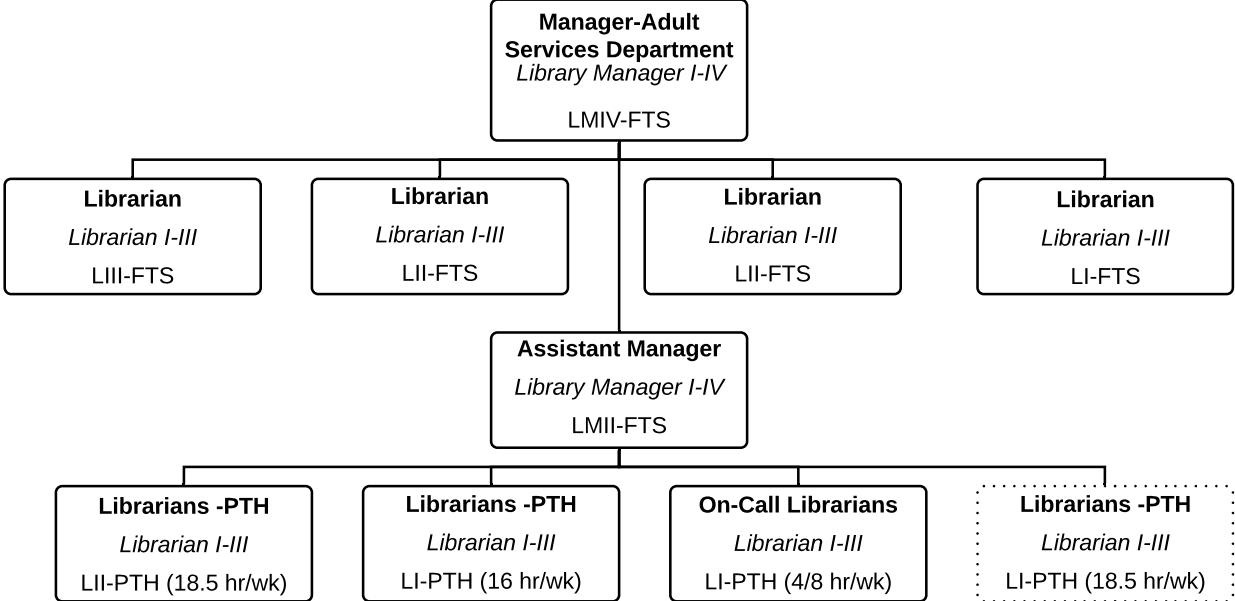 Manager-Adult
Services Department
Library Manager I-IV
LMIV-FTS
Librarian
Librarian I-III
LIII-FTS
Librarian
Librarian I-III
LII-FTS
Librarian
Librarian I-III
LII-FTS
Librarian
Librarian I-III
LI-FTS
Assistant Manager
Library Manager I-IV
LMII-FTS
Librarians -PTH
Librarian I-III
LII-PTH (18.5 hr/wk)
Librarians -PTH
Librarian I-III
LI-PTH (16 hr/wk)
On-Call Librarians
Librarian I-III
LI-PTH (4/8 hr/wk)
Librarians -PTH
Librarian I-III
LI-PTH (18.5 hr/wk)